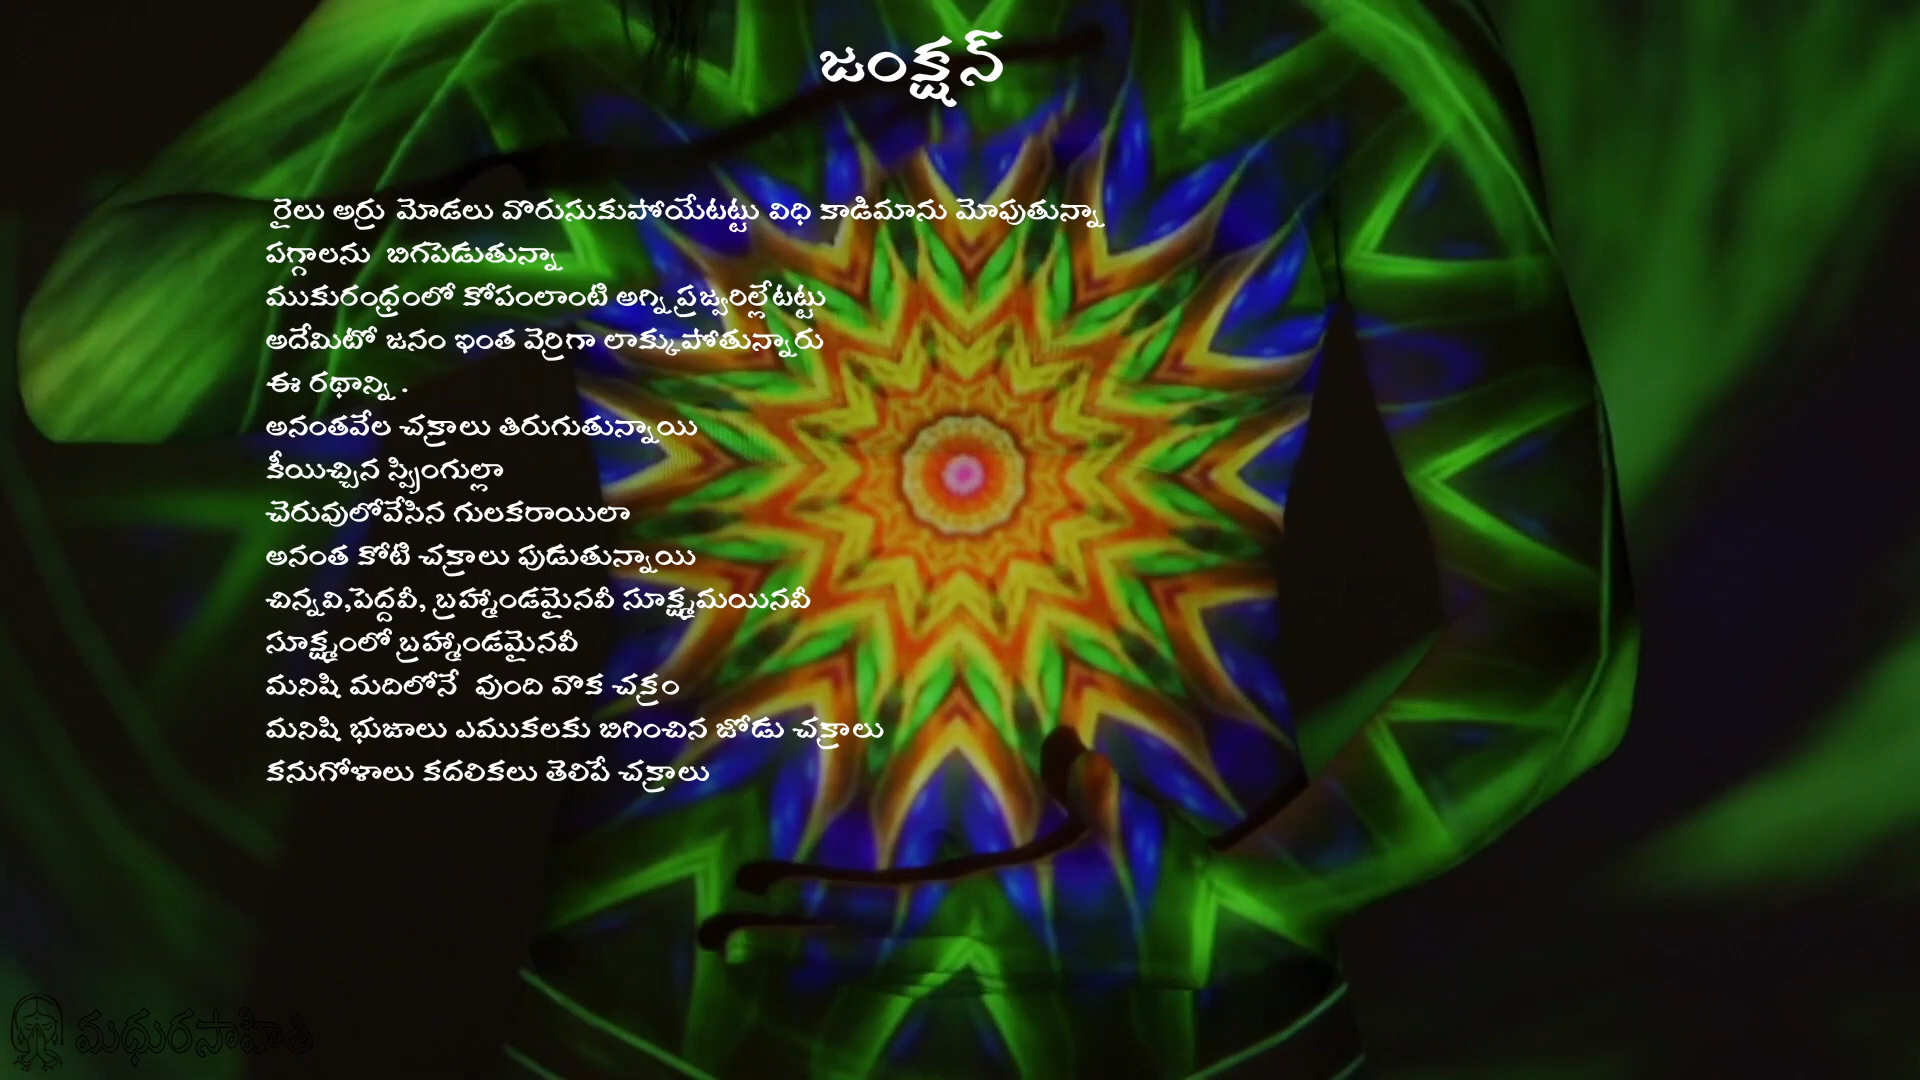 జంక్షన్
రైలు అర్రు మోడలు వొరుసుకుపోయేటట్టు విధి కాడిమాను మోపుతున్నా
పగ్గాలను బిగపెడుతున్నా
ముకురంధ్రంలో కోపంలాంటి అగ్ని ప్రజ్వరిల్లేటట్టు
అదేమిటో జనం ఇంత వెర్రిగా లాక్కుపోతున్నారు
ఈ రథాన్ని .
అనంతవేల చక్రాలు తిరుగుతున్నాయి
కీయిచ్చిన స్ప్రింగుల్లా
చెరువులోవేసిన గులకరాయిలా
అనంత కోటి చక్రాలు పుడుతున్నాయి
చిన్నవి,పెద్దవీ, బ్రహ్మాండమైనవీ సూక్ష్మమయినవీ
సూక్ష్మంలో బ్రహ్మాండమైనవీ
మనిషి మదిలోనే వుంది వొక చక్రం
మనిషి భుజాలు ఎముకలకు బిగించిన జోడు చక్రాలు
కనుగోళాలు కదలికలు తెలిపే చక్రాలు
మధురసాహితి